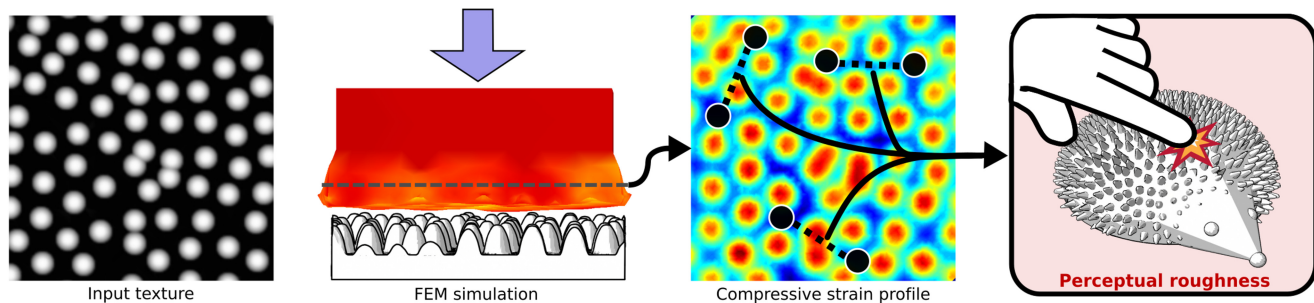 Input texture
FEM simulation
Compressive strain profile
Perceptual roughness